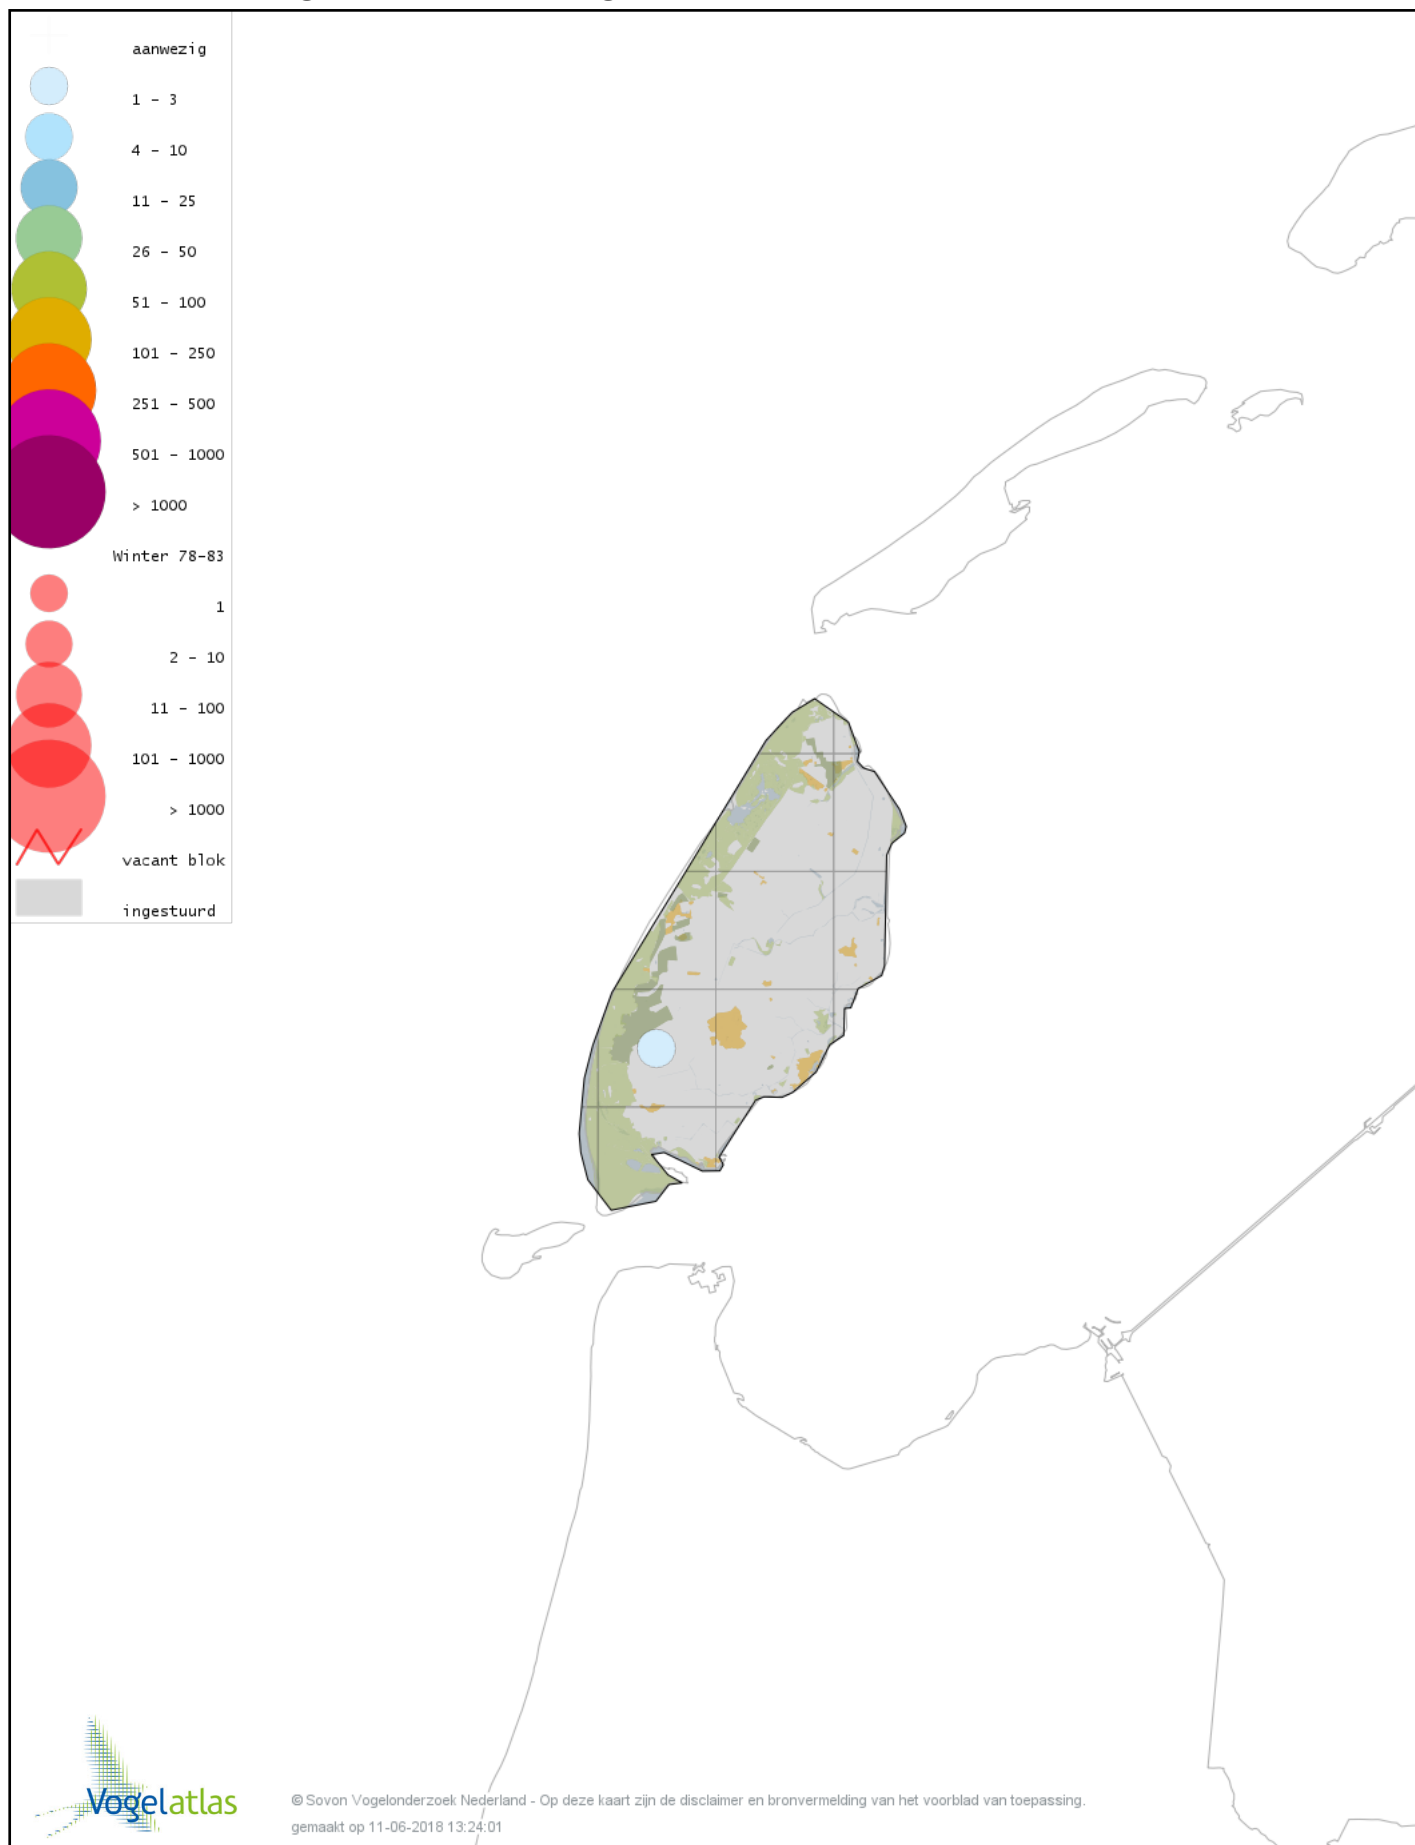 aanwezig
1 - 3
4 - 10
11 - 25
26 - 50
51 - 100
101 - 250
251 - 500
501 - 1000
> 1000
Winter 78-83
1
2 - 10
11 - 100
101 - 1000
> 1000
vacant blok
ingestuurd
Vogelatlas
© Sovon Vogelonderzoek Nederland - Op deze kaart zijn de disclaimer en bronvermelding van het voorblad van toepassing.
gemaakt op 11-06-2018 13:24:01